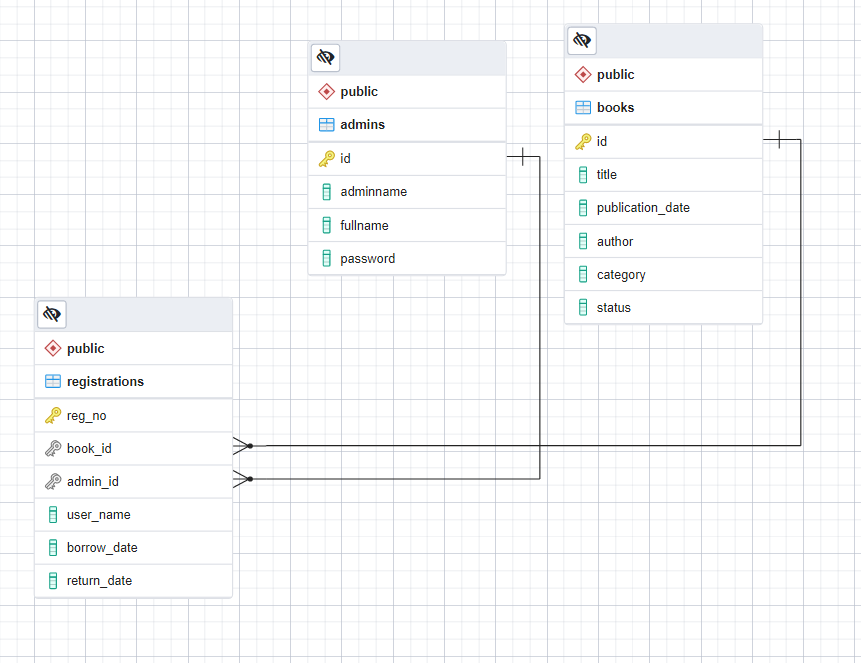 public
admins
id
adminname
fullname
password
public
books
id
title
publication_date
author
category
status
public
registrations
reg_no
book_id
admin_id
user_name
borrow_date
return_date